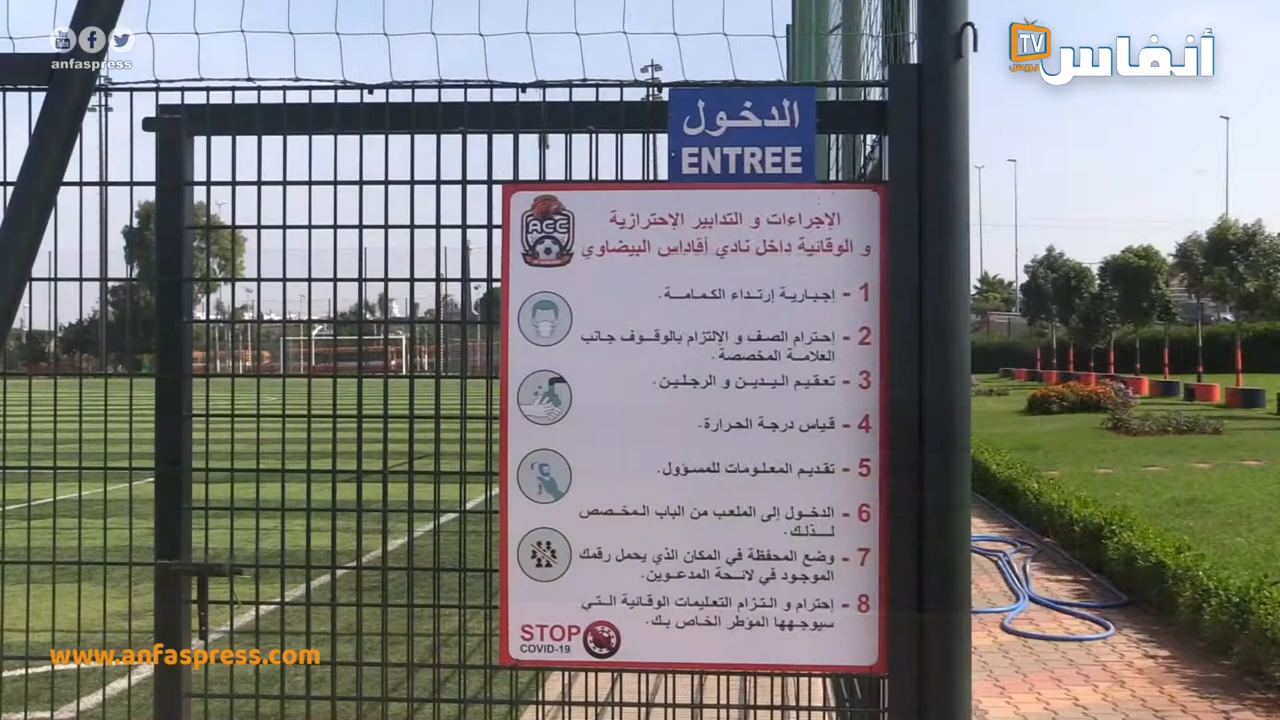 anfaspress
أنفاس
TV
بريس
الدخول
ENTREE
ACC
الإجراءات و التدابير الإحترازية
و الوقائية داخل نادي أفاداس البيضاوي
1 - إجبارية إرتداء الكمامة.
2 - إحترام الصف و الإلتزام بالوقوف جانب
العلامة المخصصة.
3 - تعقيم اليدين و الرجلين.
4 - قياس درجة الحرارة.
5 - تقديم المعلومات للمسؤول.
6 - الدخول إلى الملعب من الباب المخصص
لذلك.
7 - وضع المحفظة في المكان الذي يحمل رقمك
الموجود في لائحة المدعوين.
8 - إحترام و التزام التعليمات الوقائية التي
سيوجهها المؤطر الخاص بك.
STOP
COVID-19
www.anfaspress.com